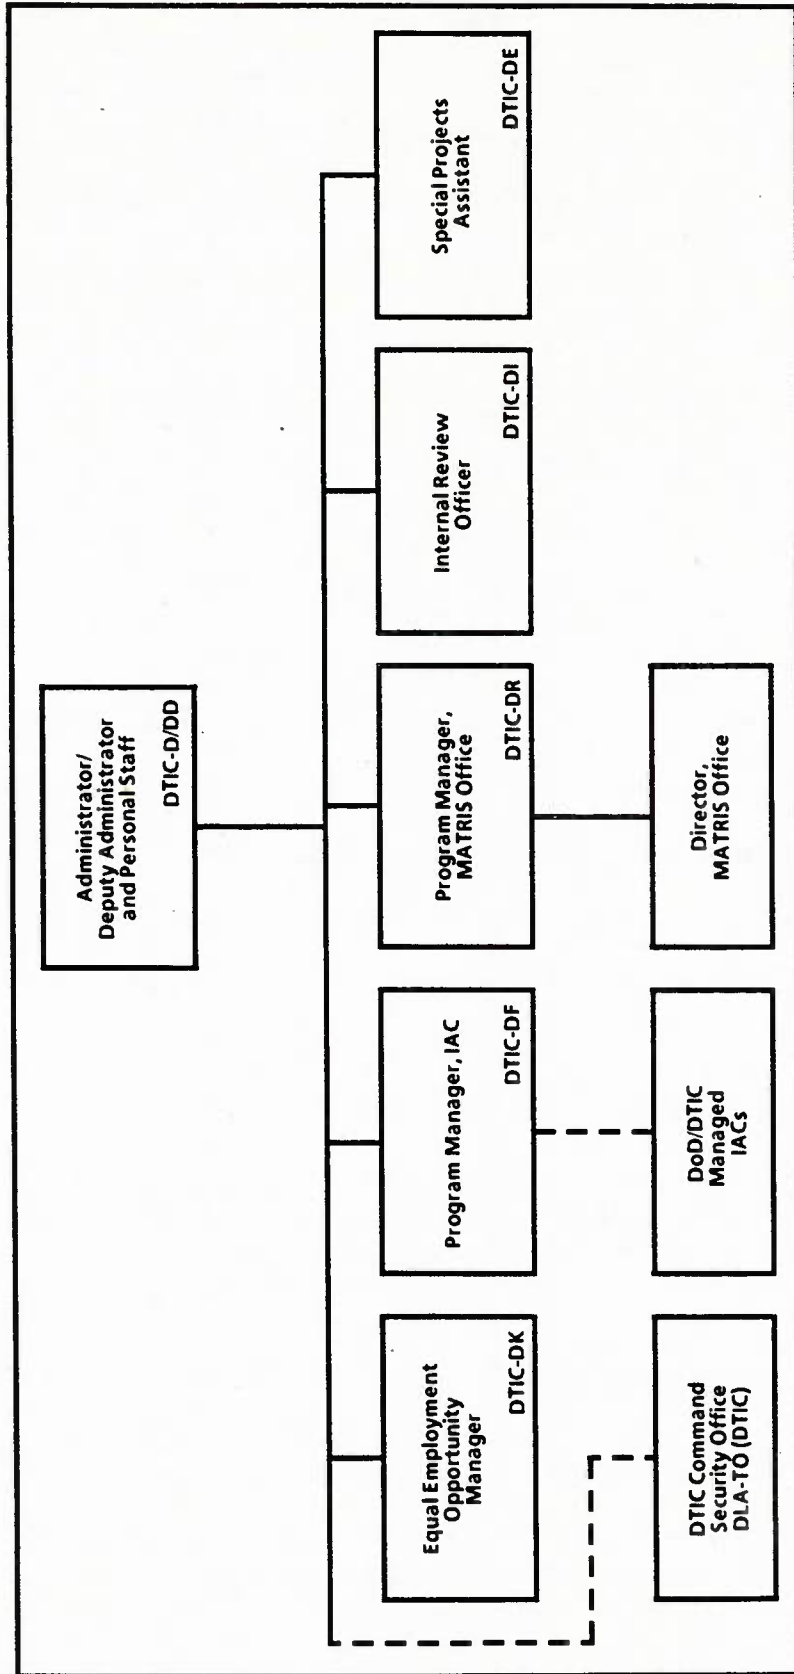 Administrator/
Deputy Administrator
and Personal Staff
DTIC-D/DD
Equal Employment
Opportunity
Manager
DTIC-DK
Program Manager, IAC
DTIC-DF
Program Manager,
MATRIS Office
DTIC-DR
Internal Review
Officer
DTIC-DI
Special Projects
Assistant
DTIC-DE
DTIC Command
Security Office
DLA-TO (DTIC)
DoD/DTIC
Managed
IACs
Director,
MATRIS Office